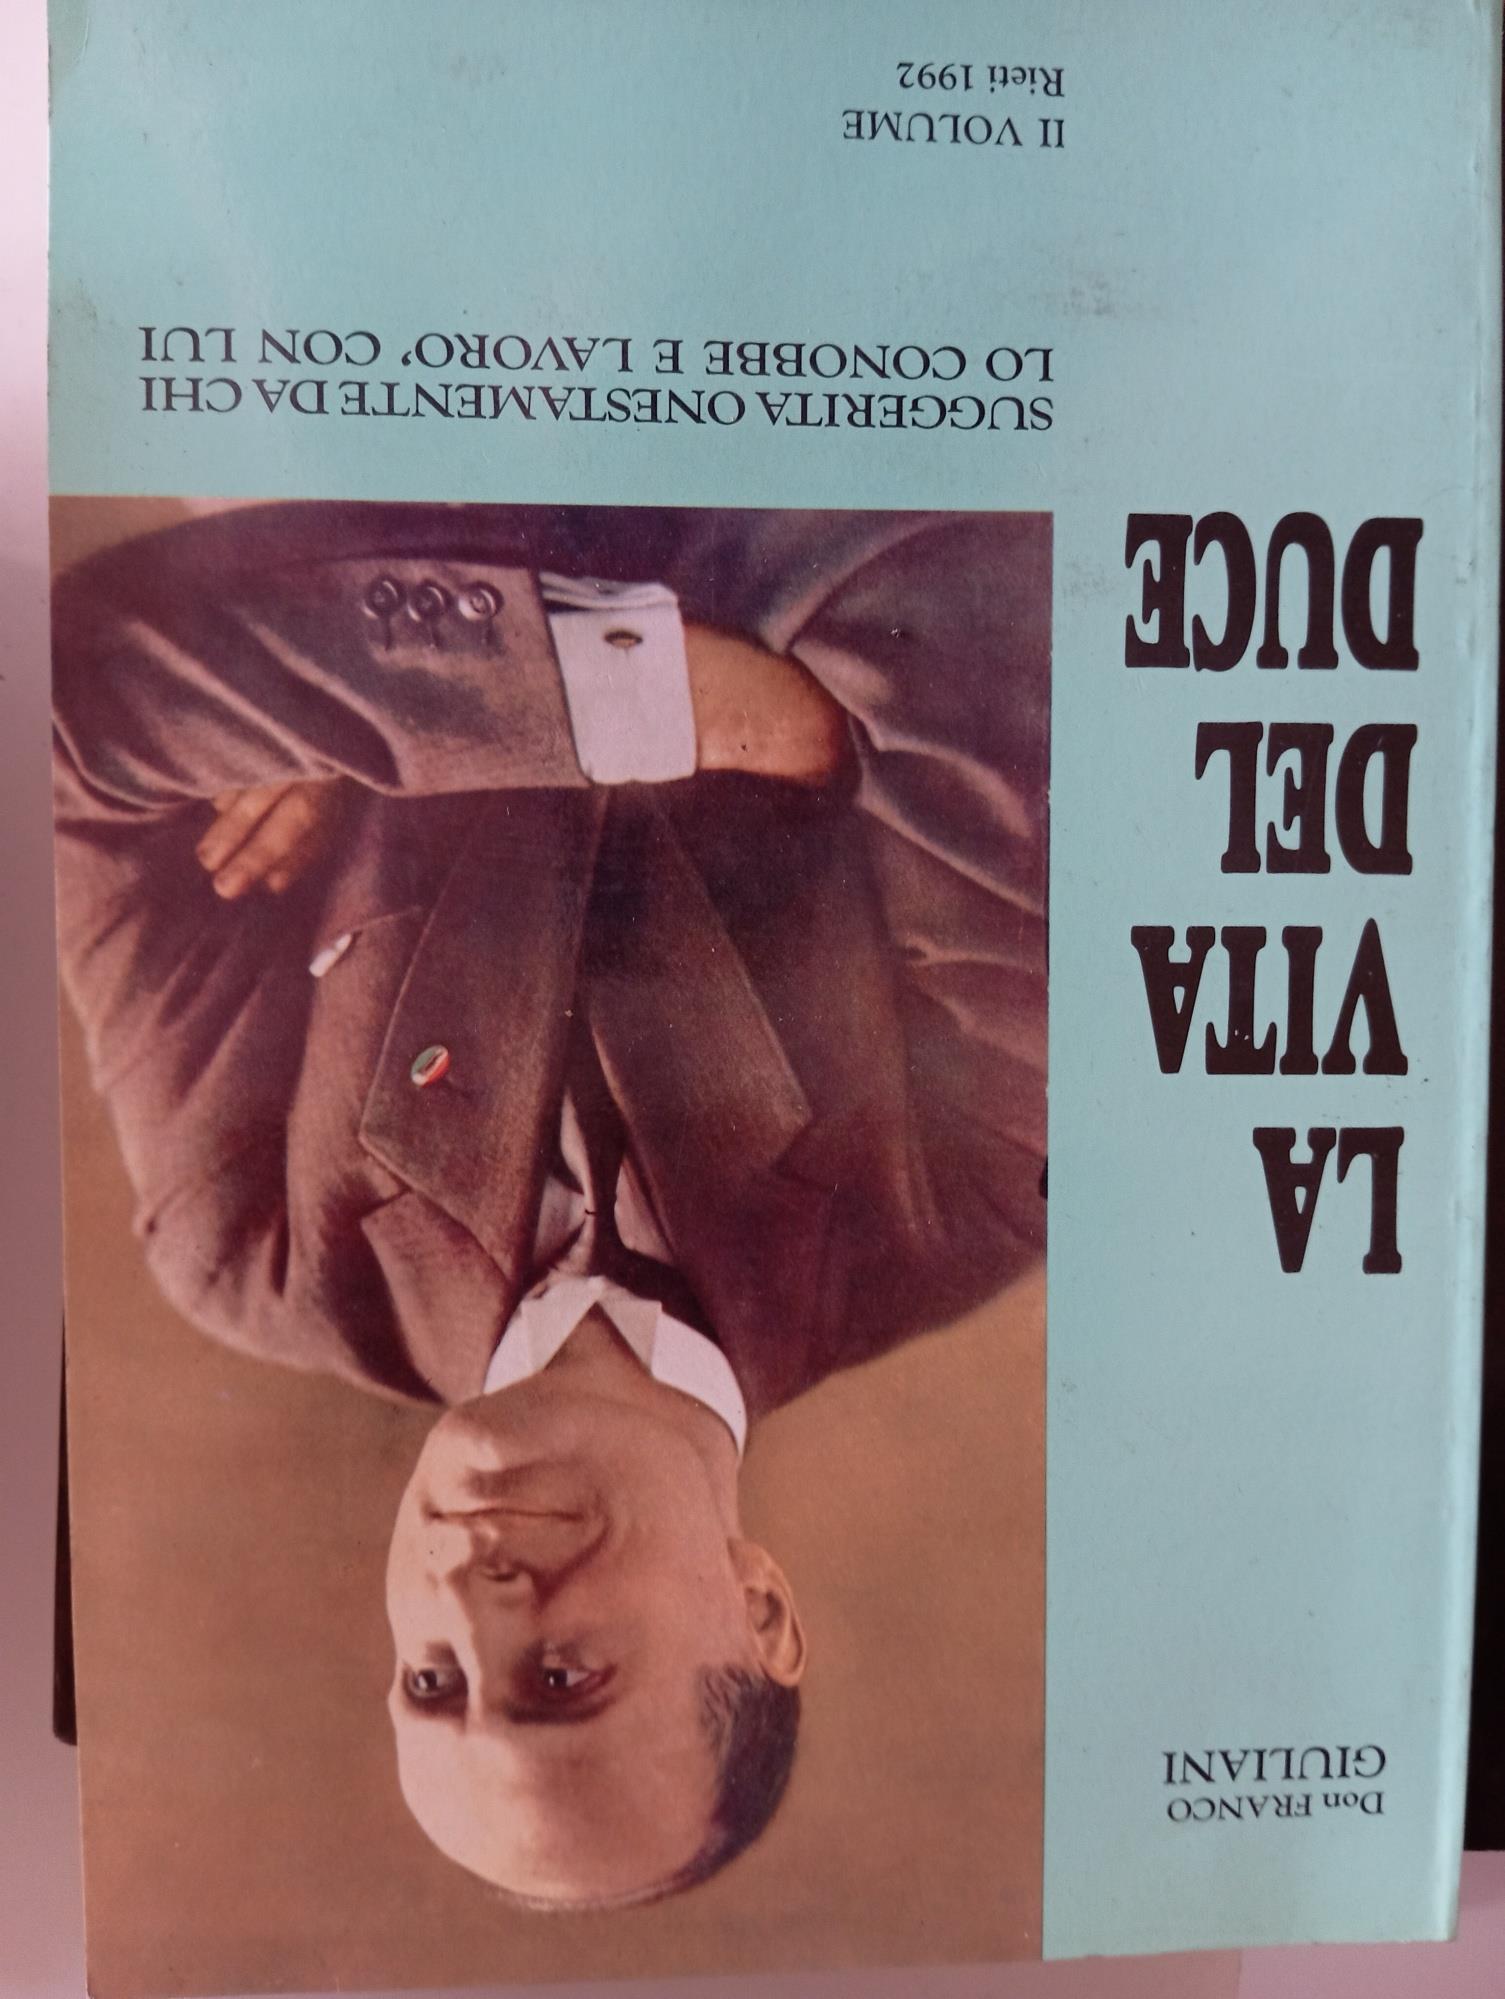 Don FRANCO
GIULIANI
LA
VITA
DEL
DUCE
SUGGERITA ONESTAMENTE DA CHI
LO CONOBBE E LAVORO' CON LUI
II VOLUME
Rieti 1992